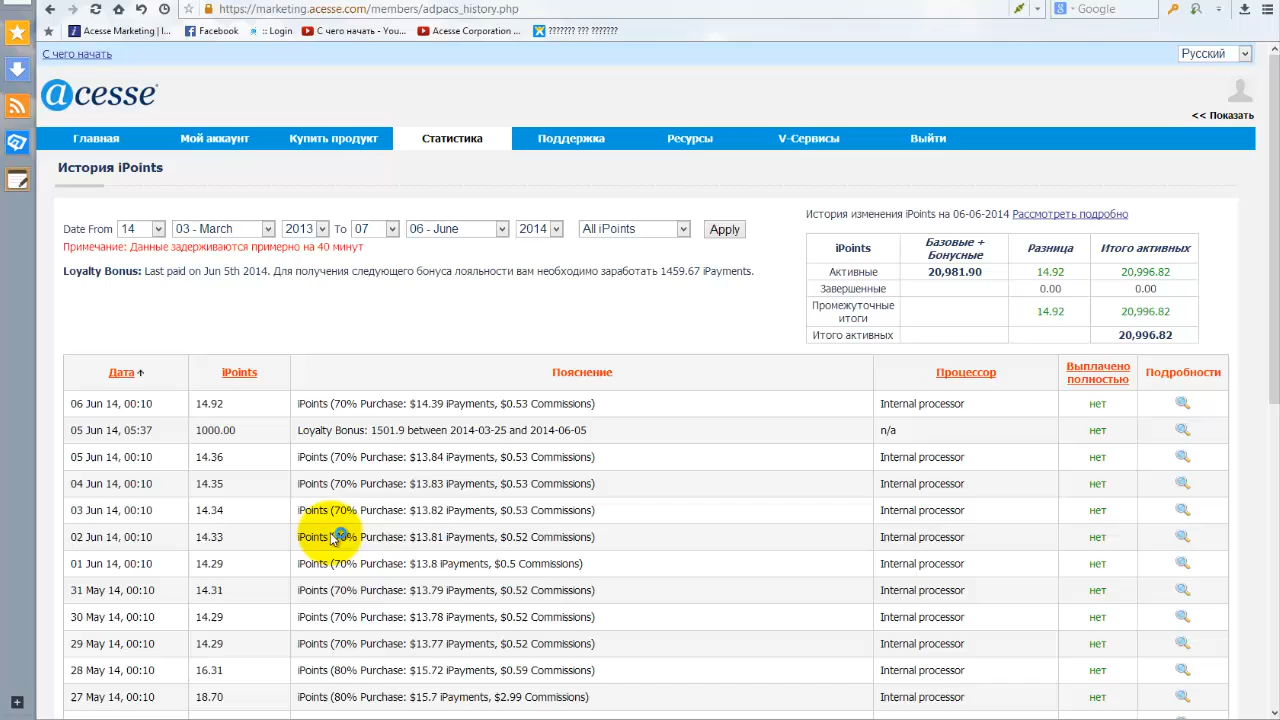 https://marketing.acesse.com/members/adpacs_history.php
Google
Acesse Marketing | I...
Facebook
:: Login
С чего начать - You...
Acesse Corporation ...
??????? ??? ???????
С чего начать
Русский
@cesse
<< Показать
Главная Мой аккаунт Купить продукт Статистика Поддержка Ресурсы V-Сервисы Выйти
История iPoints
История изменения iPoints на 06-06-2014 Рассмотреть подробно
Date From 14 03 - March 2013 To 07 06 - June 2014 All iPoints Apply
Примечание: Данные задерживаются примерно на 40 минут
Loyalty Bonus: Last paid on Jun 5th 2014. Для получения следующего бонуса лояльности вам необходимо заработать 1459.67 iPayments.
iPoints Базовые + Бонусные Разница Итого активных
Активные 20,981.90 14.92 20,996.82
Завершенные 0.00 0.00
Промежуточные итоги 14.92 20,996.82
Итого активных 20,996.82
Дата iPoints Пояснение Процессор Выплачено полностью Подробности
06 Jun 14, 00:10 14.92 iPoints (70% Purchase: $14.39 iPayments, $0.53 Commissions) Internal processor нет
05 Jun 14, 05:37 1000.00 Loyalty Bonus: 1501.9 between 2014-03-25 and 2014-06-05 n/a нет
05 Jun 14, 00:10 14.36 iPoints (70% Purchase: $13.84 iPayments, $0.53 Commissions) Internal processor нет
04 Jun 14, 00:10 14.35 iPoints (70% Purchase: $13.83 iPayments, $0.53 Commissions) Internal processor нет
03 Jun 14, 00:10 14.34 iPoints (70% Purchase: $13.82 iPayments, $0.53 Commissions) Internal processor нет
02 Jun 14, 00:10 14.33 iPoints Purchase: $13.81 iPayments, $0.52 Commissions) Internal processor нет
01 Jun 14, 00:10 14.29 iPoints (70% Purchase: $13.8 iPayments, $0.5 Commissions) Internal processor нет
31 May 14, 00:10 14.31 iPoints (70% Purchase: $13.79 iPayments, $0.52 Commissions) Internal processor нет
30 May 14, 00:10 14.29 iPoints (70% Purchase: $13.78 iPayments, $0.52 Commissions) Internal processor нет
29 May 14, 00:10 14.29 iPoints (70% Purchase: $13.77 iPayments, $0.52 Commissions) Internal processor нет
28 May 14, 00:10 16.31 iPoints (80% Purchase: $15.72 iPayments, $0.59 Commissions) Internal processor нет
27 May 14, 00:10 18.70 iPoints (80% Purchase: $15.7 iPayments, $2.99 Commissions) Internal processor нет